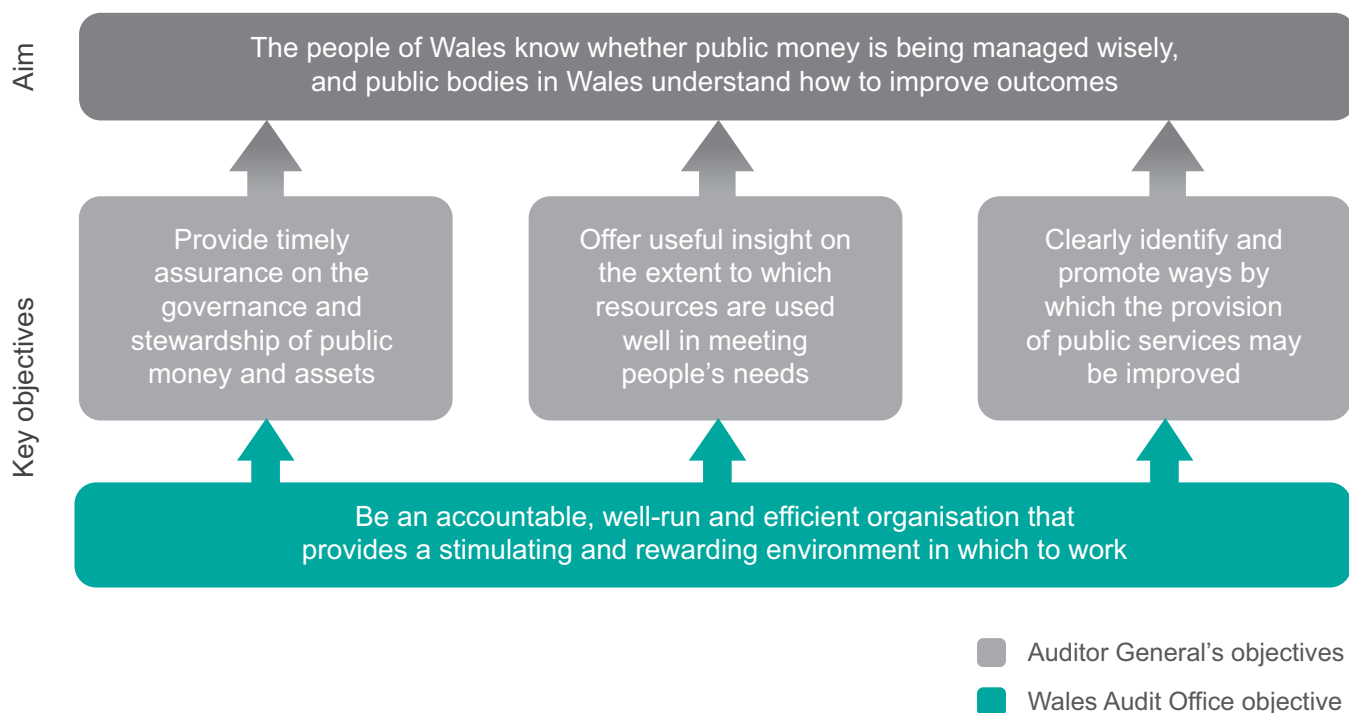 Aim
The people of Wales know whether public money is being managed wisely,
and public bodies in Wales understand how to improve outcomes
Key objectives
Provide timely
assurance on the
governance and
stewardship of public
money and assets
Offer useful insight on
the extent to which
resources are used
well in meeting
people’s needs
Clearly identify and
promote ways by
which the provision
of public services may
be improved
Be an accountable, well-run and efficient organisation that
provides a stimulating and rewarding environment in which to work
Auditor General’s objectives
Wales Audit Office objective